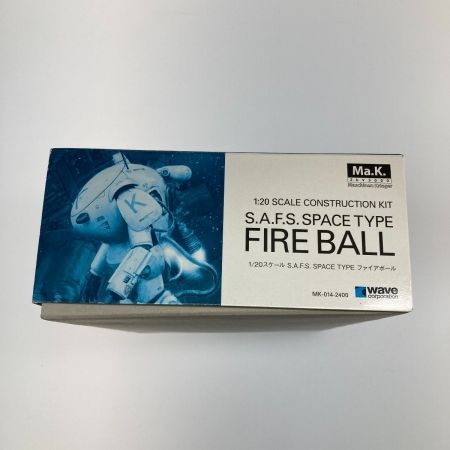 Ma.K.
ZbV3000
Maschinen Krieger
1:20 SCALE CONSTRUCTION KIT
S.A.F.S. SPACE TYPE
FIRE BALL
1/20スケール S.A.F.S. SPACE TYPE ファイアボール
MK-014-2400
wave
corporation
K